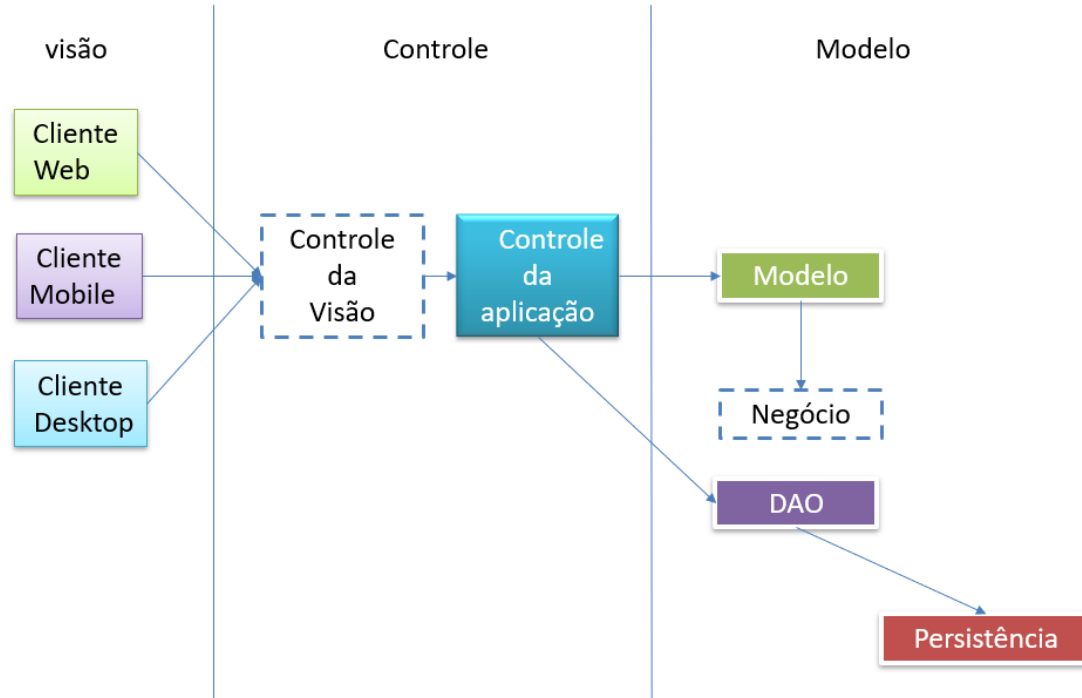 visão
Controle
Modelo
Cliente
Web
Cliente
Mobile
Cliente
Desktop
Controle
da
Visão
Controle
da
aplicação
Modelo
Negócio
DAO
Persistência